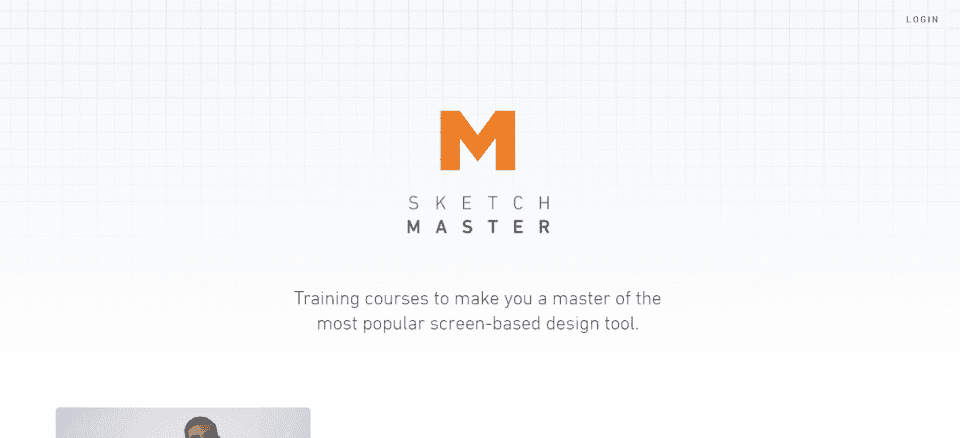 LOGIN
M
SKETCH
MASTER
Training courses to make you a master of the
most popular screen-based design tool.